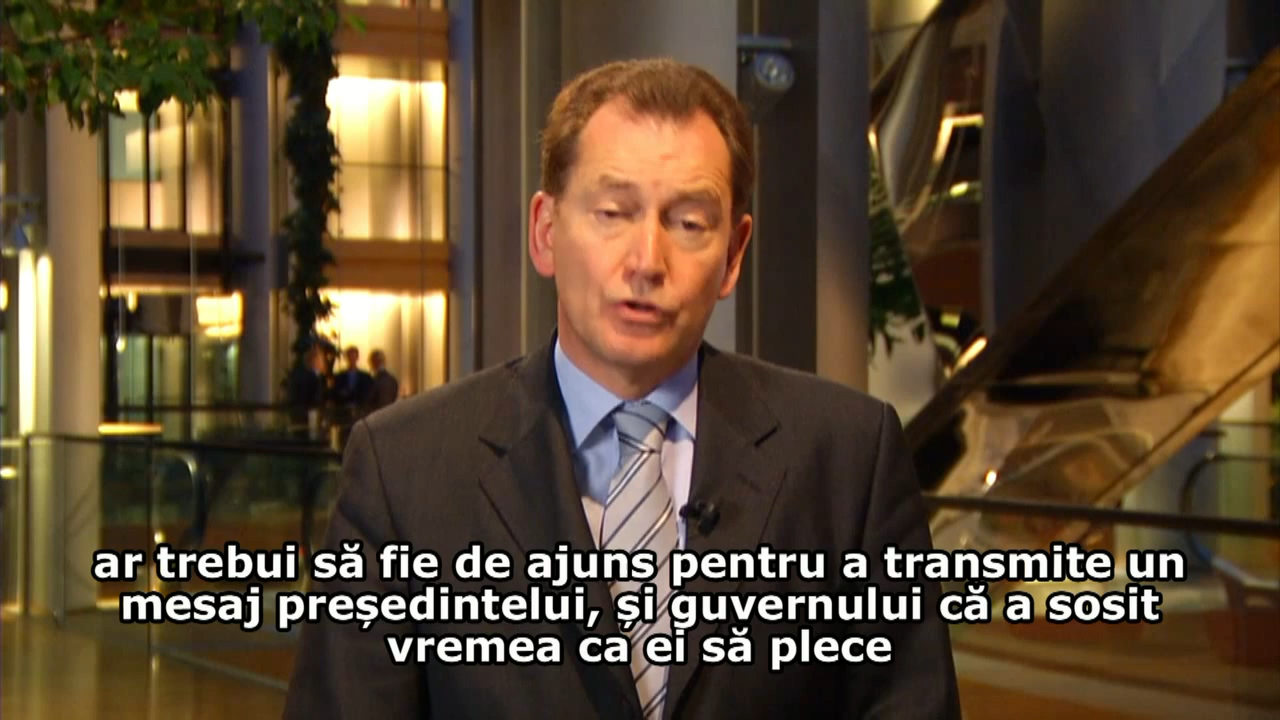 ar trebui să fie de ajuns pentru a transmite un
mesaj președintelui, și guvernului că a sosit
vremea ca ei să plece